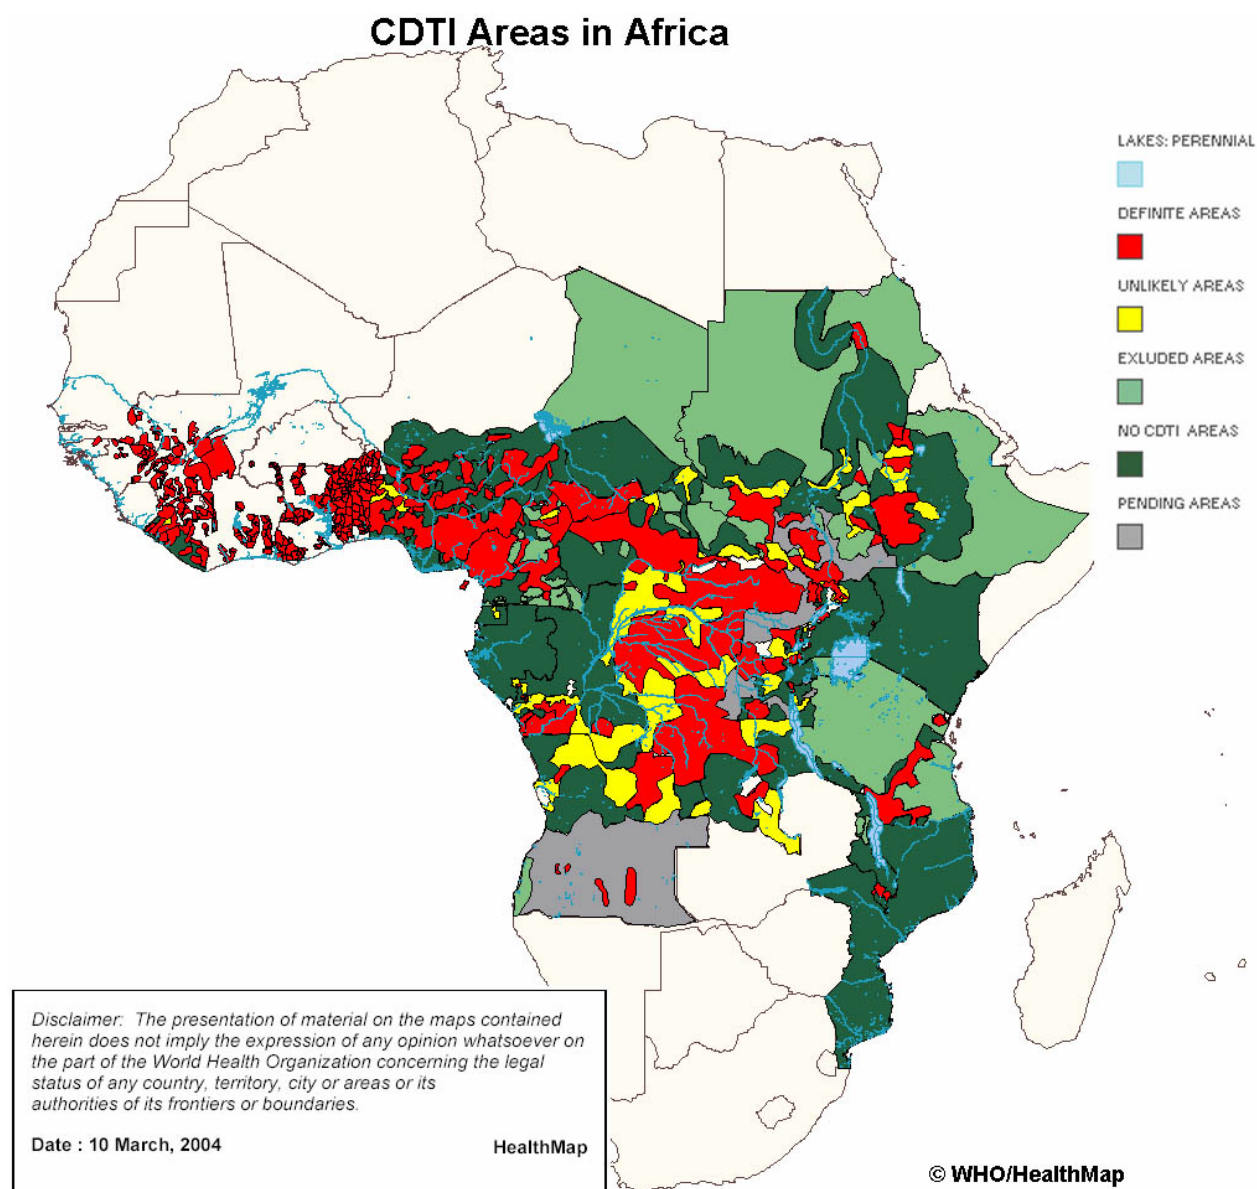 CDTI Areas in Africa
LAKES: PERENNIAL
DEFINITE AREAS
UNLIKELY AREAS
EXLUDED AREAS
NO CDTI AREAS
PENDING AREAS
Disclaimer: The presentation of material on the maps contained
herein does not imply the expression of any opinion whatsoever on
the part of the World Health Organization concerning the legal
status of any country, territory, city or areas or its
authorities of its frontiers or boundaries.
Date : 10 March, 2004 HealthMap
© WHO/HealthMap